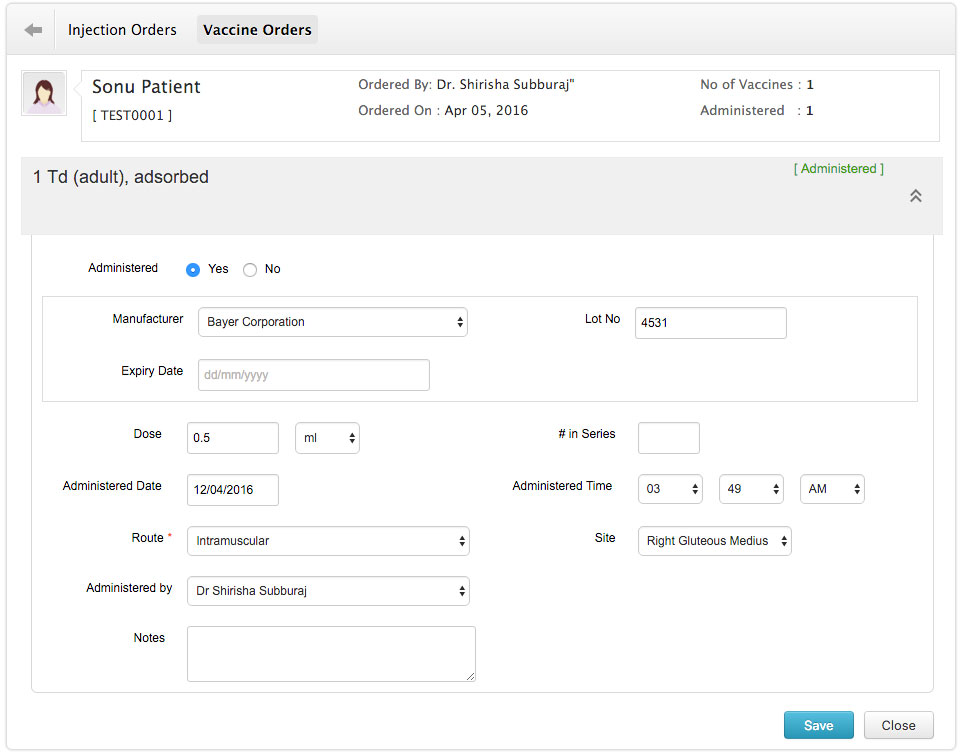 Injection Orders Vaccine Orders
Sonu Patient Ordered By: Dr. Shirisha Subburaj" No of Vaccines : 1
[ TEST0001 ] Ordered On : Apr 05, 2016 Administered : 1
1 Td (adult), adsorbed [ Administered ]
Administered Yes No
Manufacturer Bayer Corporation Lot No 4531
Expiry Date dd/mm/yyyy
Dose 0.5 ml # in Series
Administered Date 12/04/2016 Administered Time 03 49 AM
Route * Intramuscular Site Right Gluteous Medius
Administered by Dr Shirisha Subburaj
Notes
Save Close